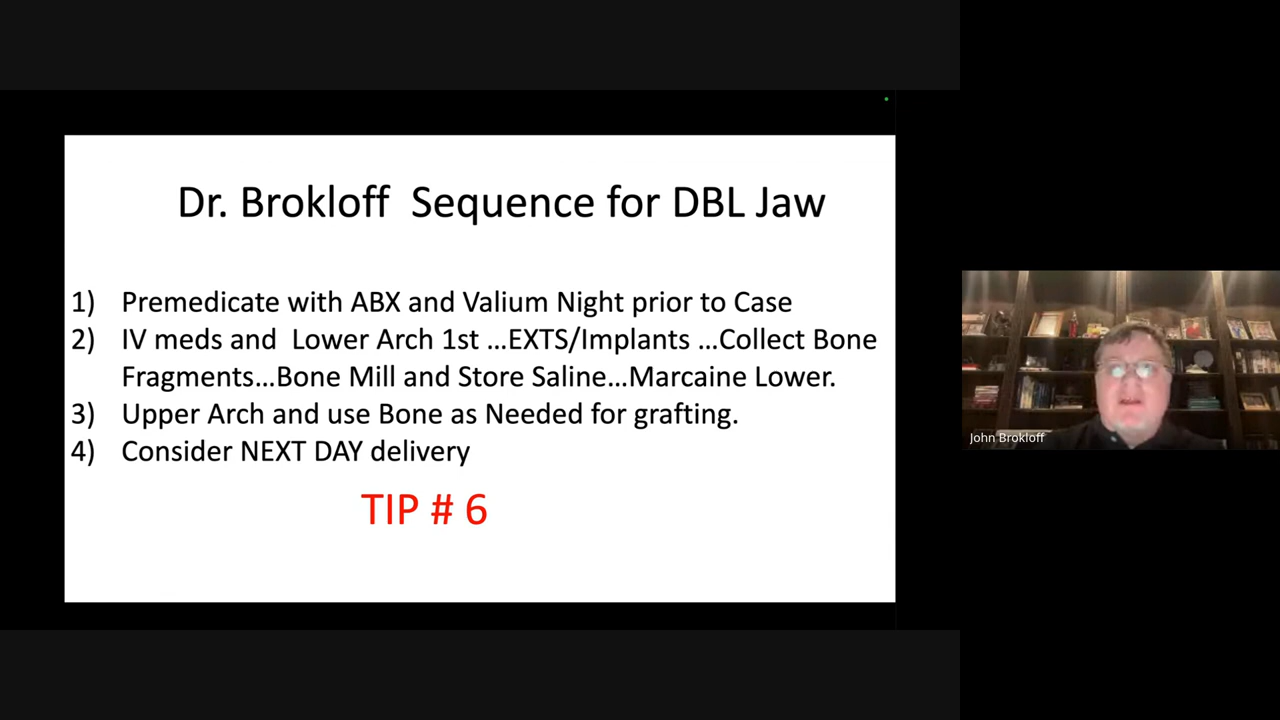 Dr. Brokloff  Sequence for DBL Jaw
1) Premedicate with ABX and Valium Night prior to Case
2) IV meds and  Lower Arch 1st ...EXTS/Implants ...Collect Bone
Fragments...Bone Mill and Store Saline...Marcaine Lower.
3) Upper Arch and use Bone as Needed for grafting.
4) Consider NEXT DAY delivery
TIP # 6
John Brokloff